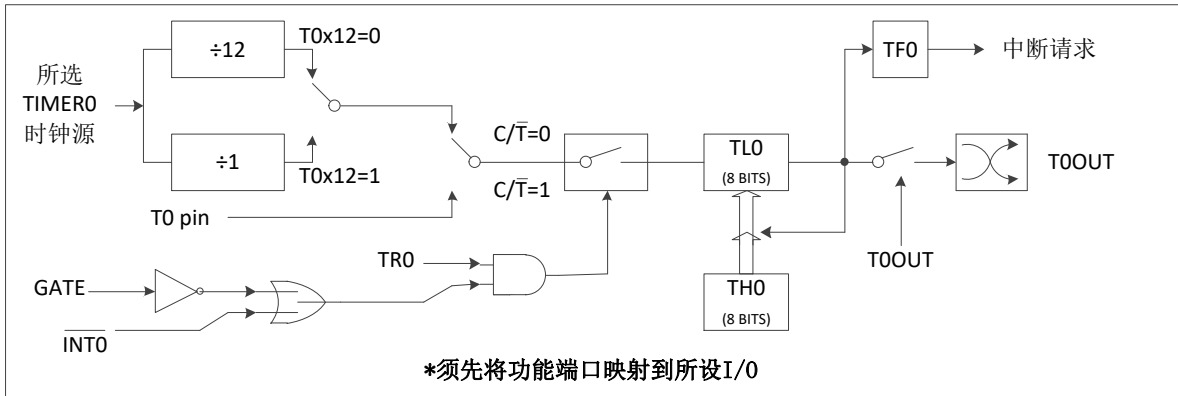 ÷12
T0x12=0
所选
TIMER0
时钟源
÷1
T0x12=1
T0 pin
C/T̅=0
C/T̅=1
TR0
GATE
I̅N̅T̅0̅
TL0
(8 BITS)
TH0
(8 BITS)
TF0
中断请求
T0OUT
T0OUT
*须先将功能端口映射到所设I/O